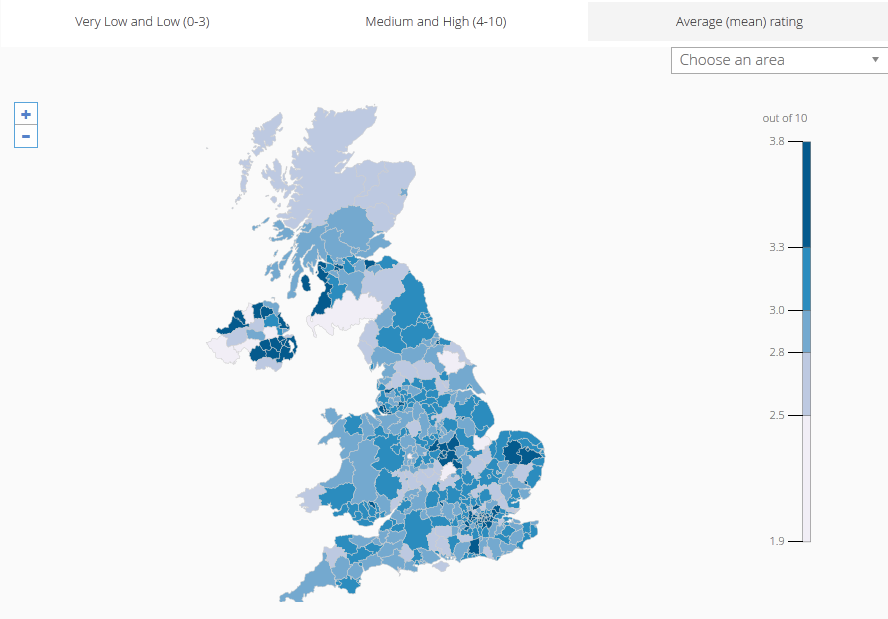 Very Low and Low (0-3)
Medium and High (4-10)
Average (mean) rating
Choose an area
+
−
out of 10
3.8
3.3
3.0
2.8
2.5
1.9